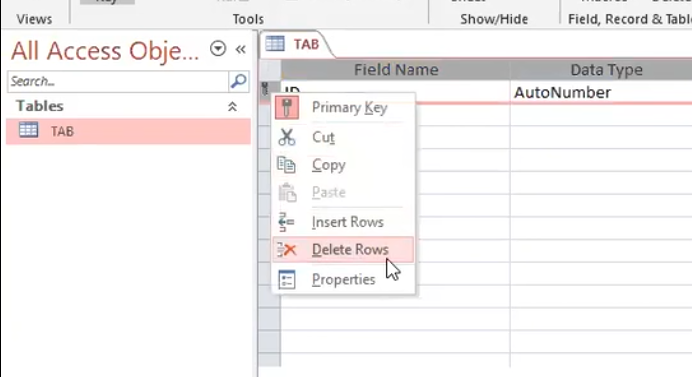 Key
Views
Tools
Show/Hide
Field, Record & Table
All Access Obje...
Search...
Tables
TAB
TAB
Field Name
Data Type
ID
AutoNumber
Primary Key
Cut
Copy
Paste
Insert Rows
Delete Rows
Properties